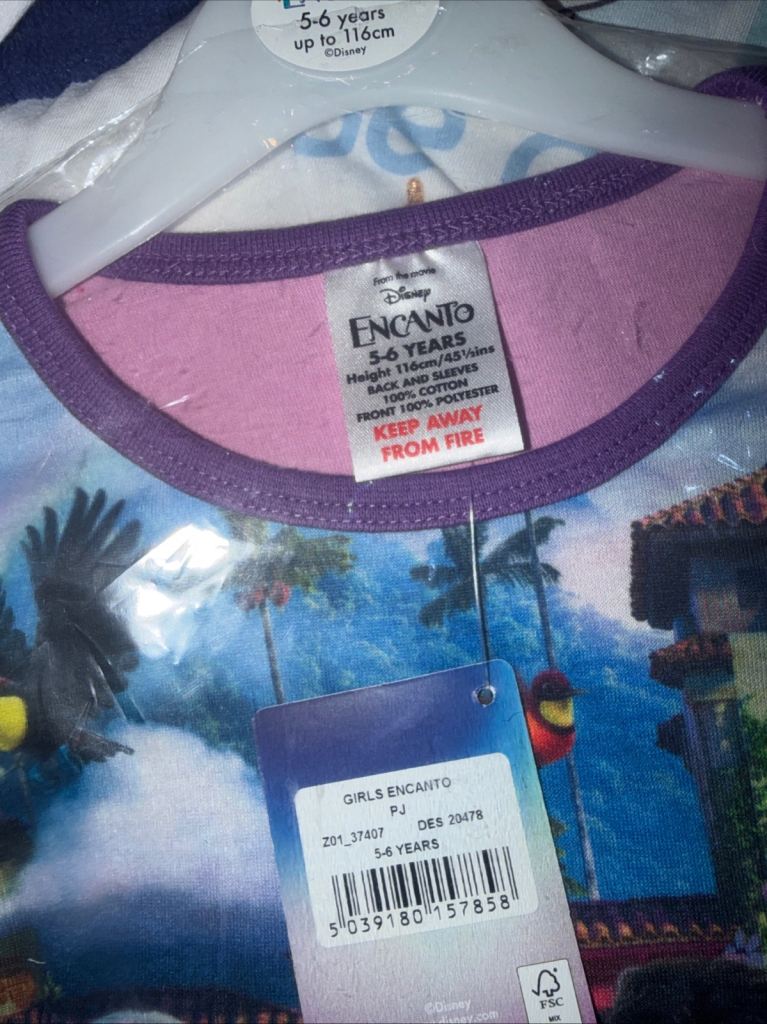 5-6 years
up to 116cm
©Disney
From the movie
Disney
ENCANTO
5-6 YEARS
Height 116cm/45½ins
BACK AND SLEEVES
100% COTTON
FRONT 100% POLYESTER
KEEP AWAY
FROM FIRE
GIRLS ENCANTO
PJ
Z01_37407 DES 20478
5-6 YEARS
5 039180 157858
©Disney
disney.com
FSC
MIX